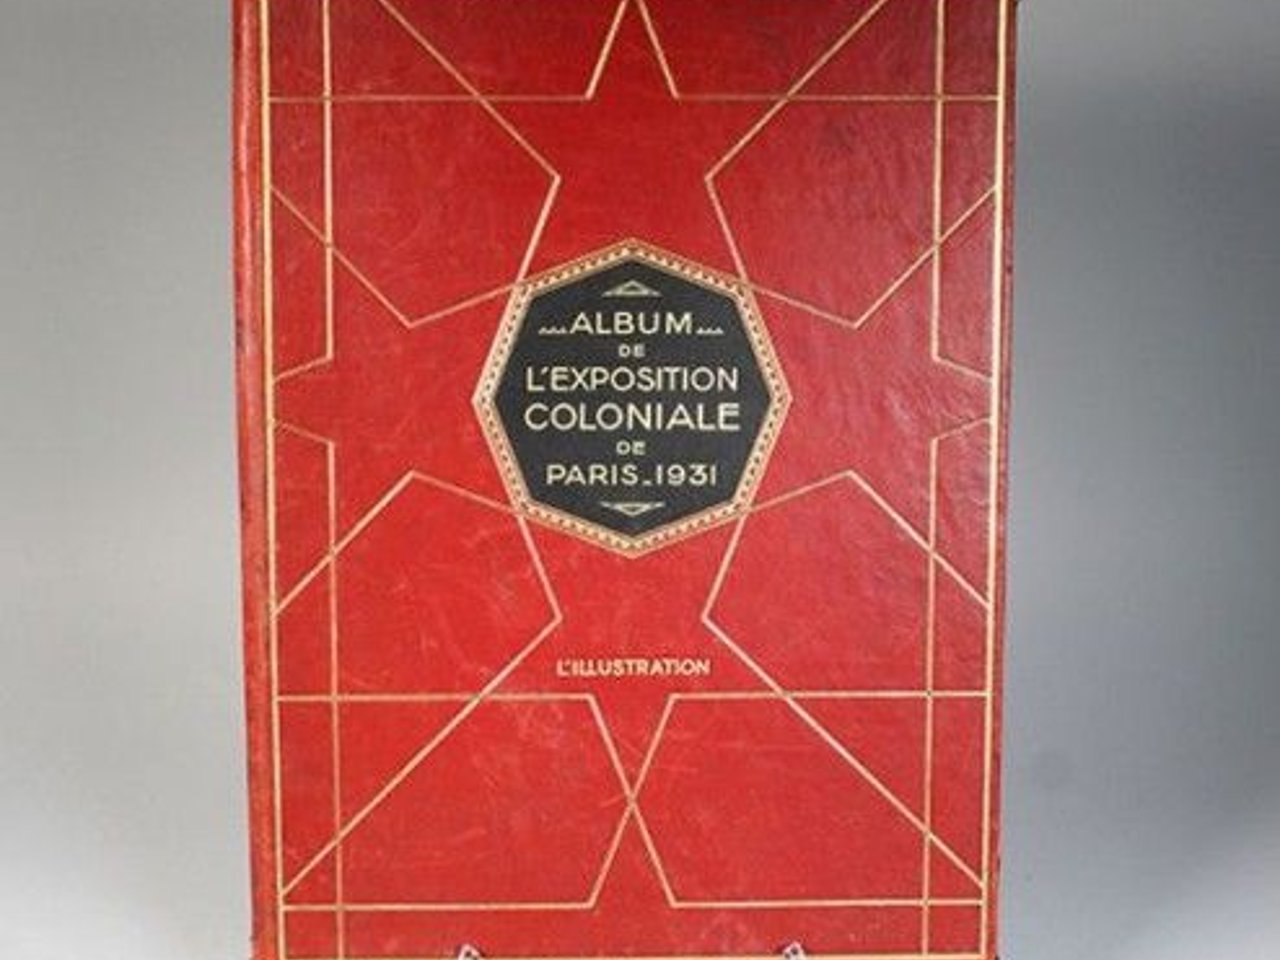 ALBUM
DE
L'EXPOSITION
COLONIALE
DE
PARIS_1931
L'ILLUSTRATION